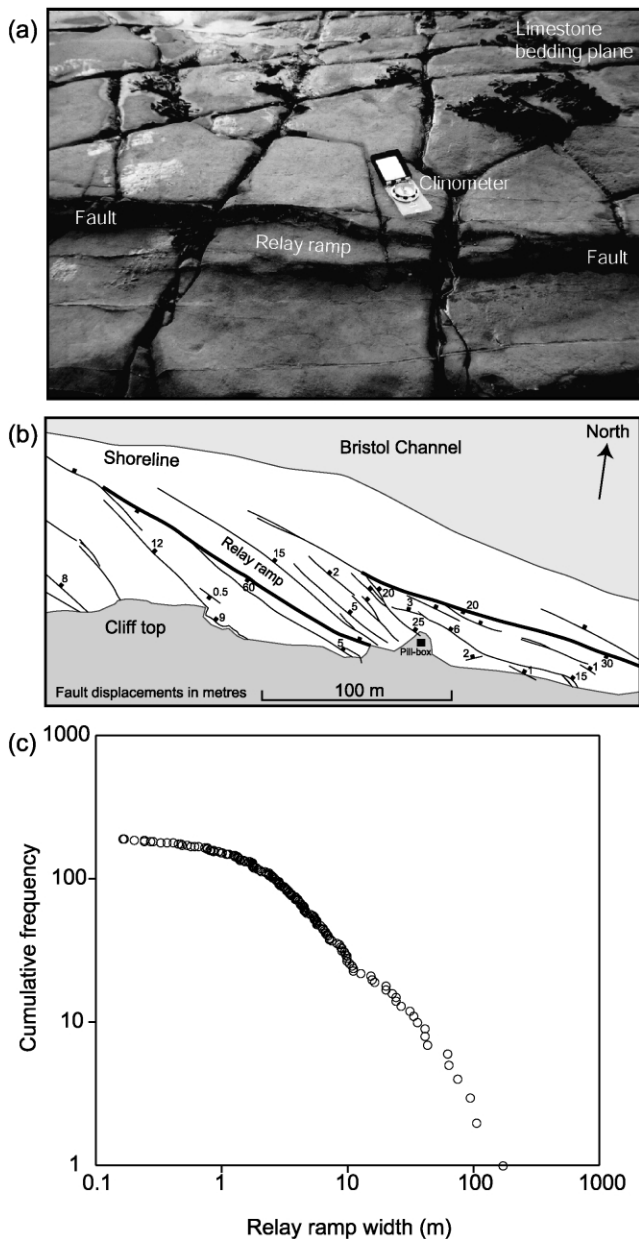 (a)
Limestone
bedding plane
Clinometer
Fault
Relay ramp
Fault
(b)
North
Bristol Channel
Shoreline
Relay ramp
12
15
2
20
8
0.5
60
5
3
20
9
25
6
5
Pill-box
2
1
1
30
15
Cliff top
Fault displacements in metres
100 m
(c)
1000
100
10
1
Cumulative frequency
0.1
1
10
100
1000
Relay ramp width (m)